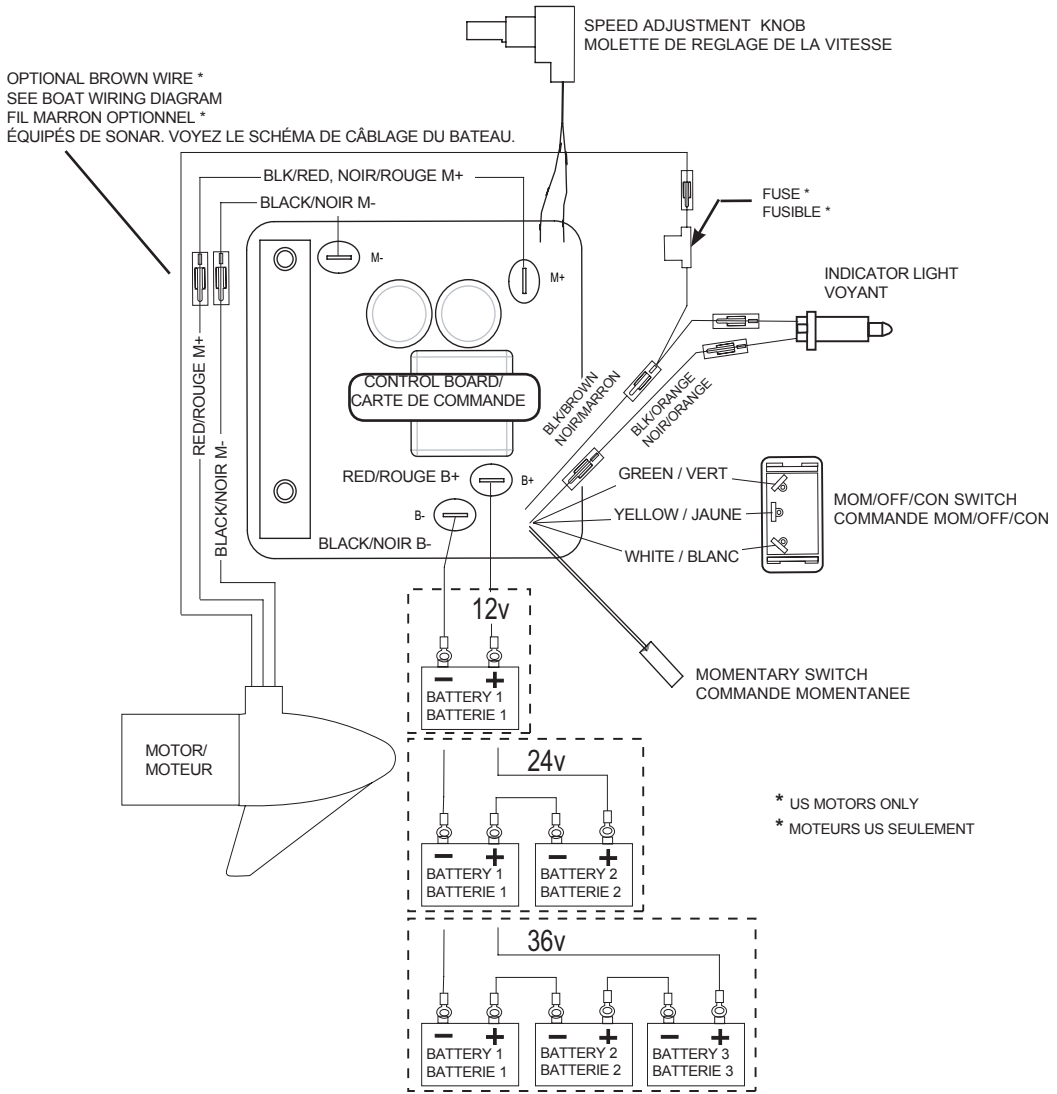 SPEED ADJUSTMENT KNOB
MOLETTE DE REGLAGE DE LA VITESSE
OPTIONAL BROWN WIRE *
SEE BOAT WIRING DIAGRAM
FIL MARRON OPTIONNEL *
ÉQUIPÉS DE SONAR. VOYEZ LE SCHÉMA DE CÂBLAGE DU BATEAU.
BLK/RED, NOIR/ROUGE M+
BLACK/NOIR M-
FUSE *
FUSIBLE *
M-
M+
INDICATOR LIGHT
VOYANT
RED/ROUGE M+
BLACK/NOIR M-
CONTROL BOARD/
CARTE DE COMMANDE
BLK/BROWN
NOIR/MARRON
BLK/ORANGE
NOIR/ORANGE
RED/ROUGE B+
B+
B-
BLACK/NOIR B-
GREEN / VERT
YELLOW / JAUNE
WHITE / BLANC
MOM/OFF/CON SWITCH
COMMANDE MOM/OFF/CON
12v
− +
BATTERY 1
BATTERIE 1
MOMENTARY SWITCH
COMMANDE MOMENTANEE
MOTOR/
MOTEUR
24v
− +
BATTERY 1
BATTERIE 1
− +
BATTERY 2
BATTERIE 2
* US MOTORS ONLY
* MOTEURS US SEULEMENT
36v
− +
BATTERY 1
BATTERIE 1
− +
BATTERY 2
BATTERIE 2
− +
BATTERY 3
BATTERIE 3